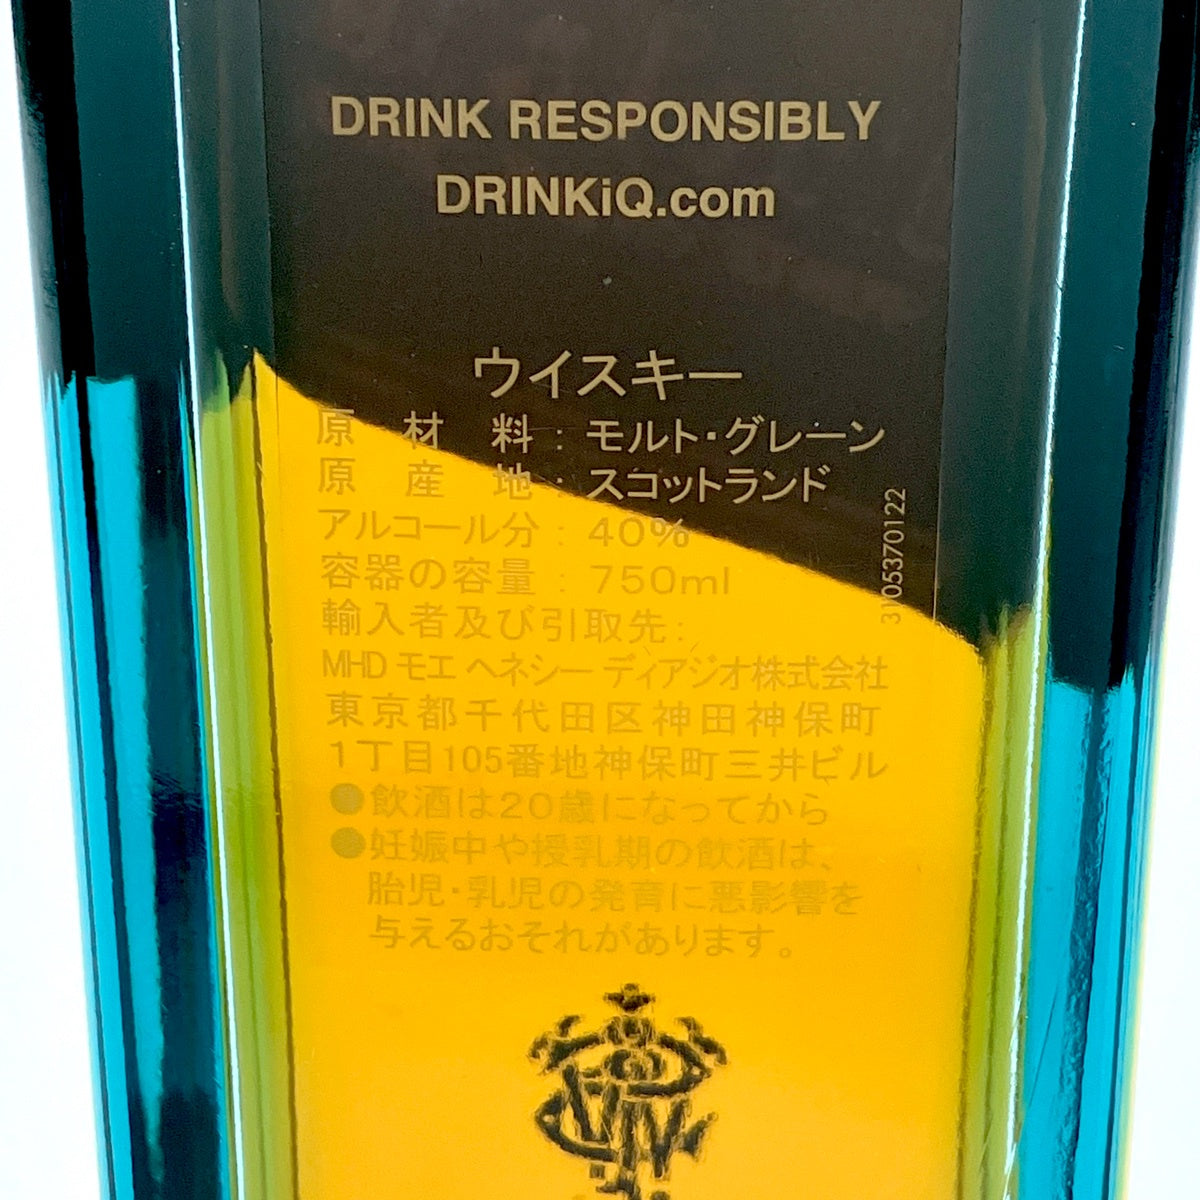 DRINK RESPONSIBLY
DRINKiQ.com
ウイスキー
原材料：モルト・グレーン
原産地：スコットランド
アルコール分：40%
容器の容量：750ml
輸入者及び引取先：
MHD モエ ヘネシー ディアジオ株式会社
東京都千代田区神田神保町
1丁目105番地神保町三井ビル
●飲酒は20歳になってから
●妊娠中や授乳期の飲酒は、
胎児・乳児の発育に悪影響を
与えるおそれがあります。